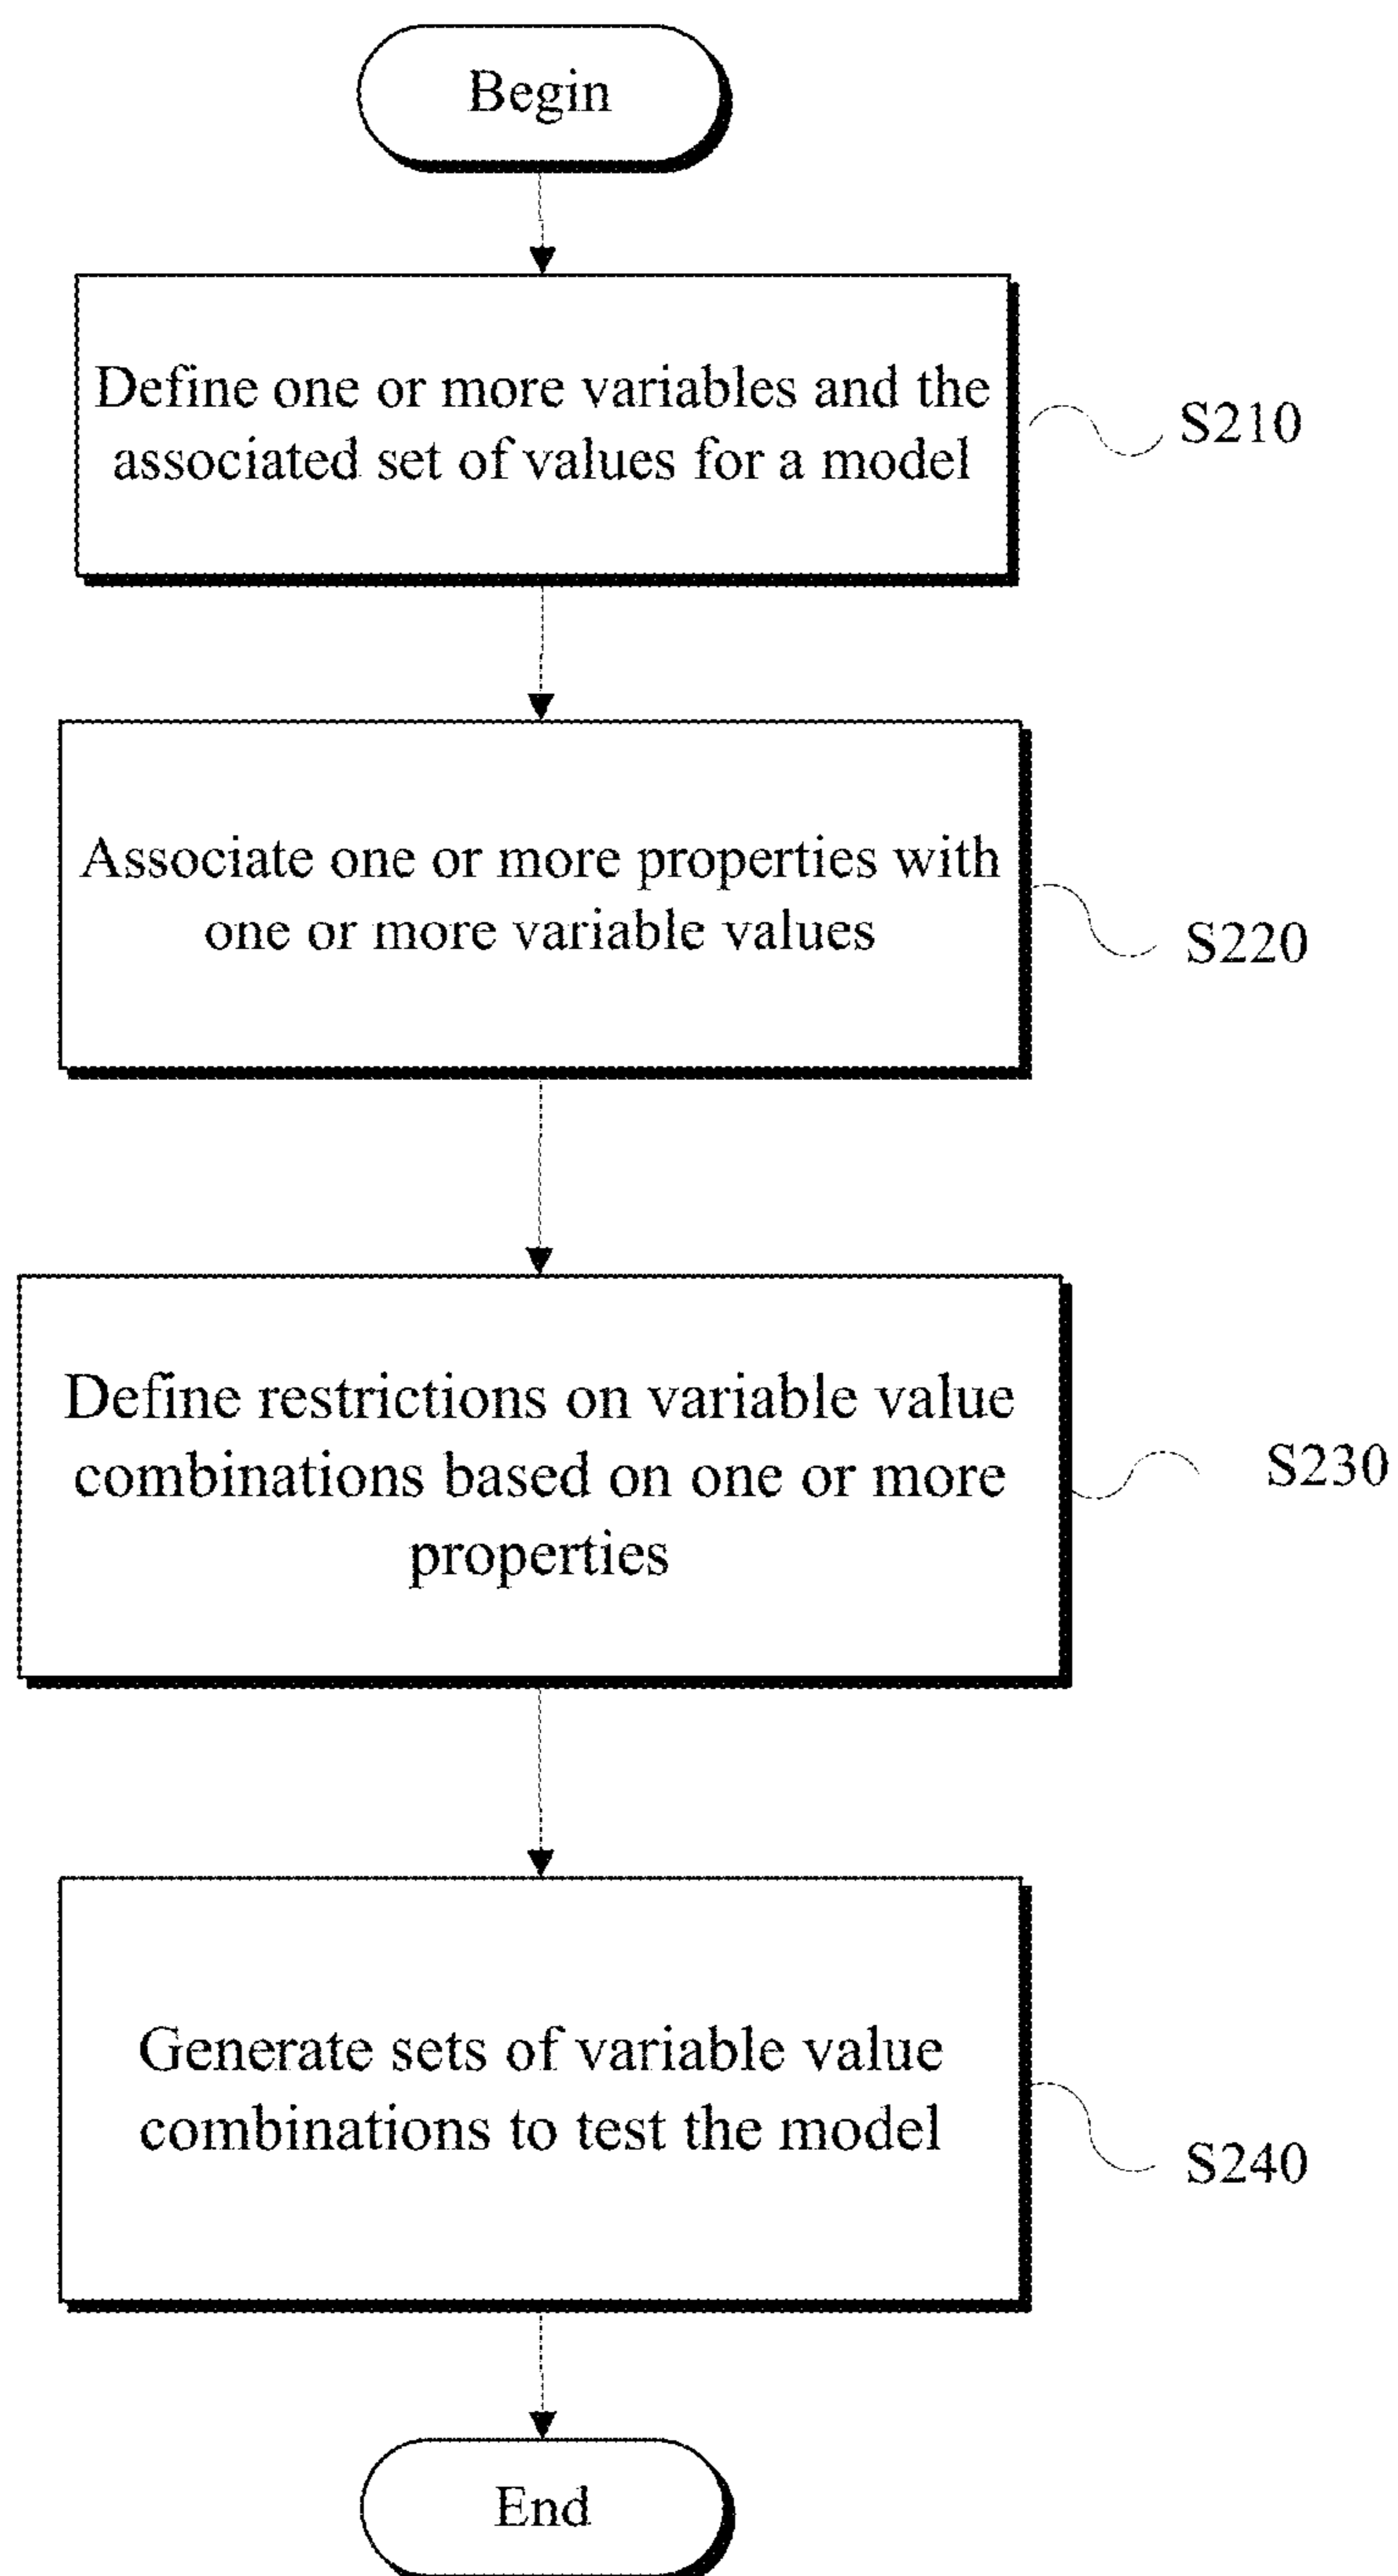 Begin
Define one or more variables and the
associated set of values for a model
S210
Associate one or more properties with
one or more variable values
S220
Define restrictions on variable value
combinations based on one or more
properties
S230
Generate sets of variable value
combinations to test the model
S240
End